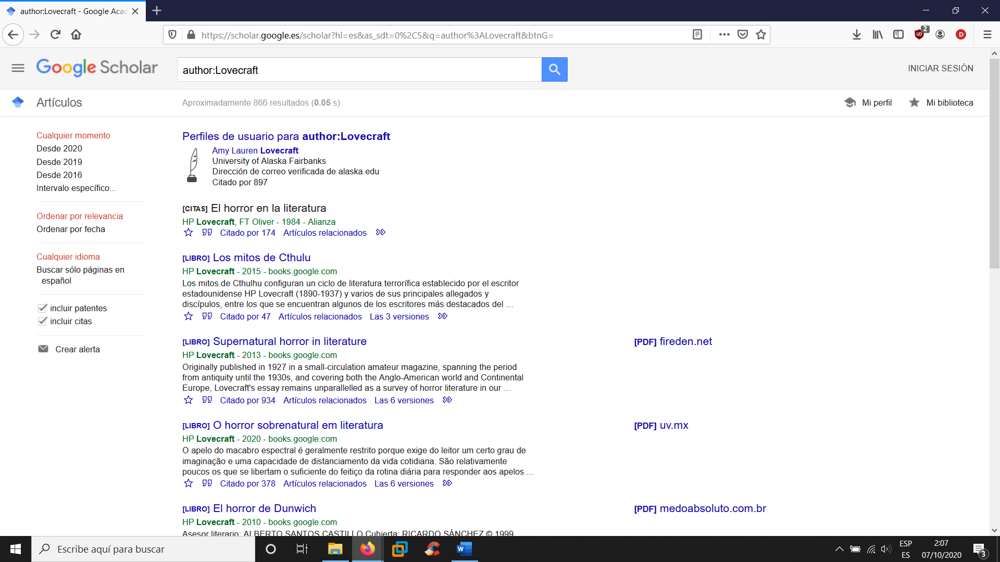 author:Lovecraft - Google Acad
https://scholar.google.es/scholar?hl=es&as_sdt=0%2C5&q=author%3ALovecraft&btnG=
2
D
Google Scholar
author:Lovecraft
INICIAR SESIÓN
Artículos
Aproximadamente 866 resultados (0.05 s)
Mi perfil
Mi biblioteca
Cualquier momento
Desde 2020
Desde 2019
Desde 2016
Intervalo específico...
Ordenar por relevancia
Ordenar por fecha
Cualquier idioma
Buscar sólo páginas en
español
incluir patentes
incluir citas
Crear alerta
Perfiles de usuario para author:Lovecraft
Amy Lauren Lovecraft
University of Alaska Fairbanks
Dirección de correo verificada de alaska.edu
Citado por 897
[CITAS] El horror en la literatura
HP Lovecraft, FT Oliver - 1984 - Alianza
Citado por 174 Artículos relacionados
[LIBRO] Los mitos de Cthulu
HP Lovecraft - 2015 - books.google.com
Los mitos de Cthulhu configuran un ciclo de literatura terrorífica establecido por el escritor
estadounidense HP Lovecraft (1890-1937) y varios de sus principales allegados y
discípulos, entre los que se encuentran algunos de los escritores más destacados del …
Citado por 47 Artículos relacionados Las 3 versiones
[LIBRO] Supernatural horror in literature
[PDF] fireden.net
HP Lovecraft - 2013 - books.google.com
Originally published in 1927 in a small-circulation amateur magazine, spanning the period
from antiquity until the 1930s, and covering both the Anglo-American world and Continental
Europe, Lovecraft's essay remains unparallelled as a survey of horror literature in our …
Citado por 934 Artículos relacionados Las 6 versiones
[LIBRO] O horror sobrenatural em literatura
[PDF] uv.mx
HP Lovecraft - 2020 - books.google.com
O apelo do macabro espectral é geralmente restrito porque exige do leitor um certo grau de
imaginação e uma capacidade de distanciamento da vida cotidiana. São relativamente
poucos os que se libertam o suficiente do feitiço da rotina diária para responder aos apelos …
Citado por 378 Artículos relacionados Las 6 versiones
[LIBRO] El horror de Dunwich
[PDF] medoabsoluto.com.br
HP Lovecraft - 2010 - books.google.com
Asesor literario: ALBERTO SANTOS CASTILLO Cubierta: RICARDO SÁNCHEZ © 1999
Escribe aquí para buscar
W
ESP
ES
2:07
07/10/2020
3